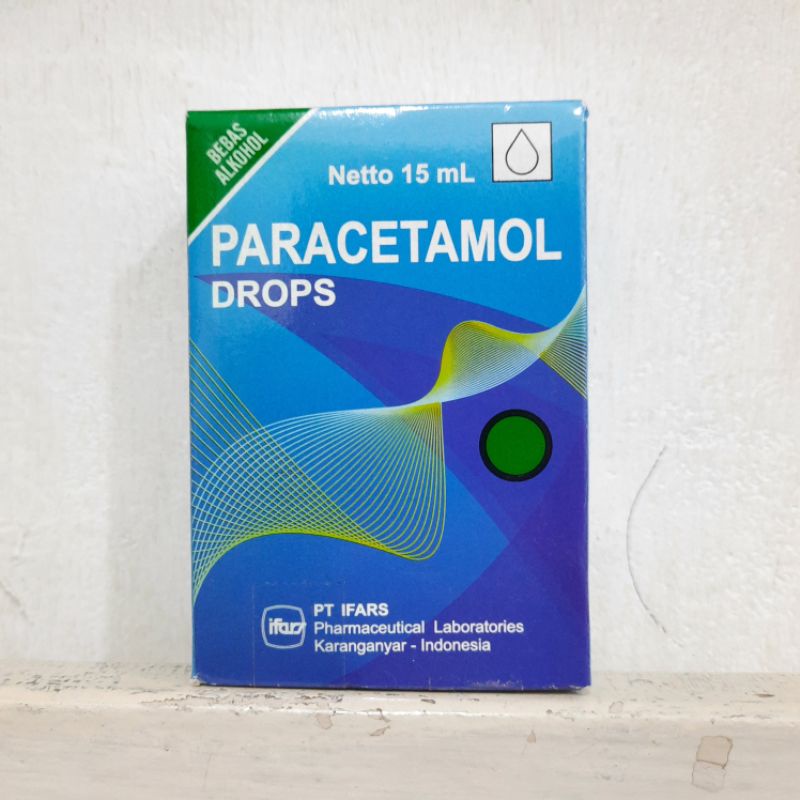 BEBAS
ALKOHOL
Netto 15 mL
PARACETAMOL
DROPS
ifars
PT IFARS
Pharmaceutical Laboratories
Karanganyar - Indonesia